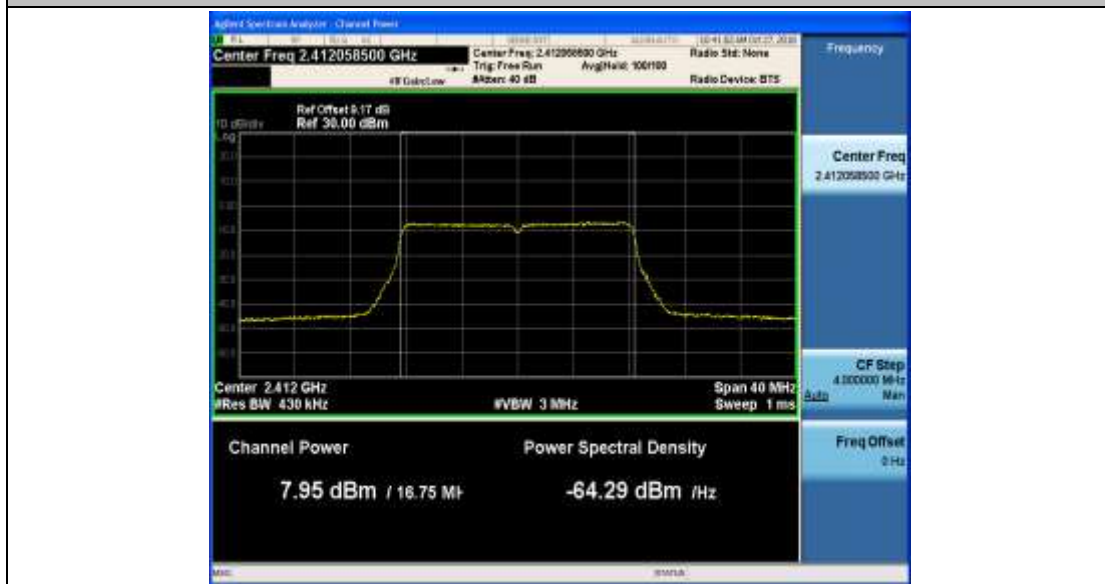 Agilent Spectrum Analyzer - Channel Power
Center Freq 2.412058500 GHz
Center Freq: 2.412058500 GHz
Radio Std: None
Trig: Free Run
Avg|Hold: 100/100
#IFGain:Low
#Atten: 40 dB
Radio Device: BTS
Frequency
Ref Offset 9.17 dB
10 dB/div
Ref 30.00 dBm
Log
Center Freq
2.412058500 GHz
Center 2.412 GHz
Span 40 MHz
#Res BW 430 kHz
#VBW 3 MHz
Sweep 1 ms
CF Step
4.000000 MHz
Auto
Man
Channel Power
Power Spectral Density
Freq Offset
0 Hz
7.95 dBm / 16.75 MH
-64.29 dBm /Hz
MSG
STATUS